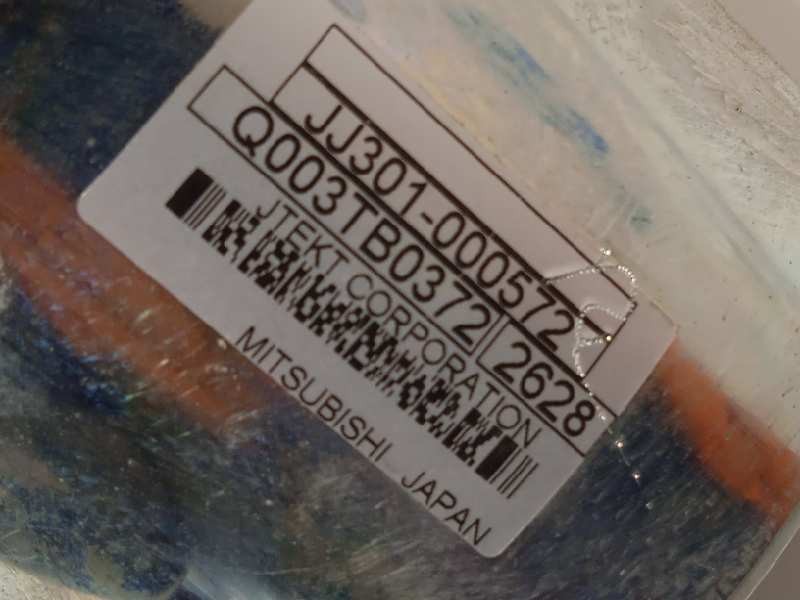 JJ301-000572
Q003TB0372 2628
JTEKT CORPORATION
MITSUBISHI JAPAN